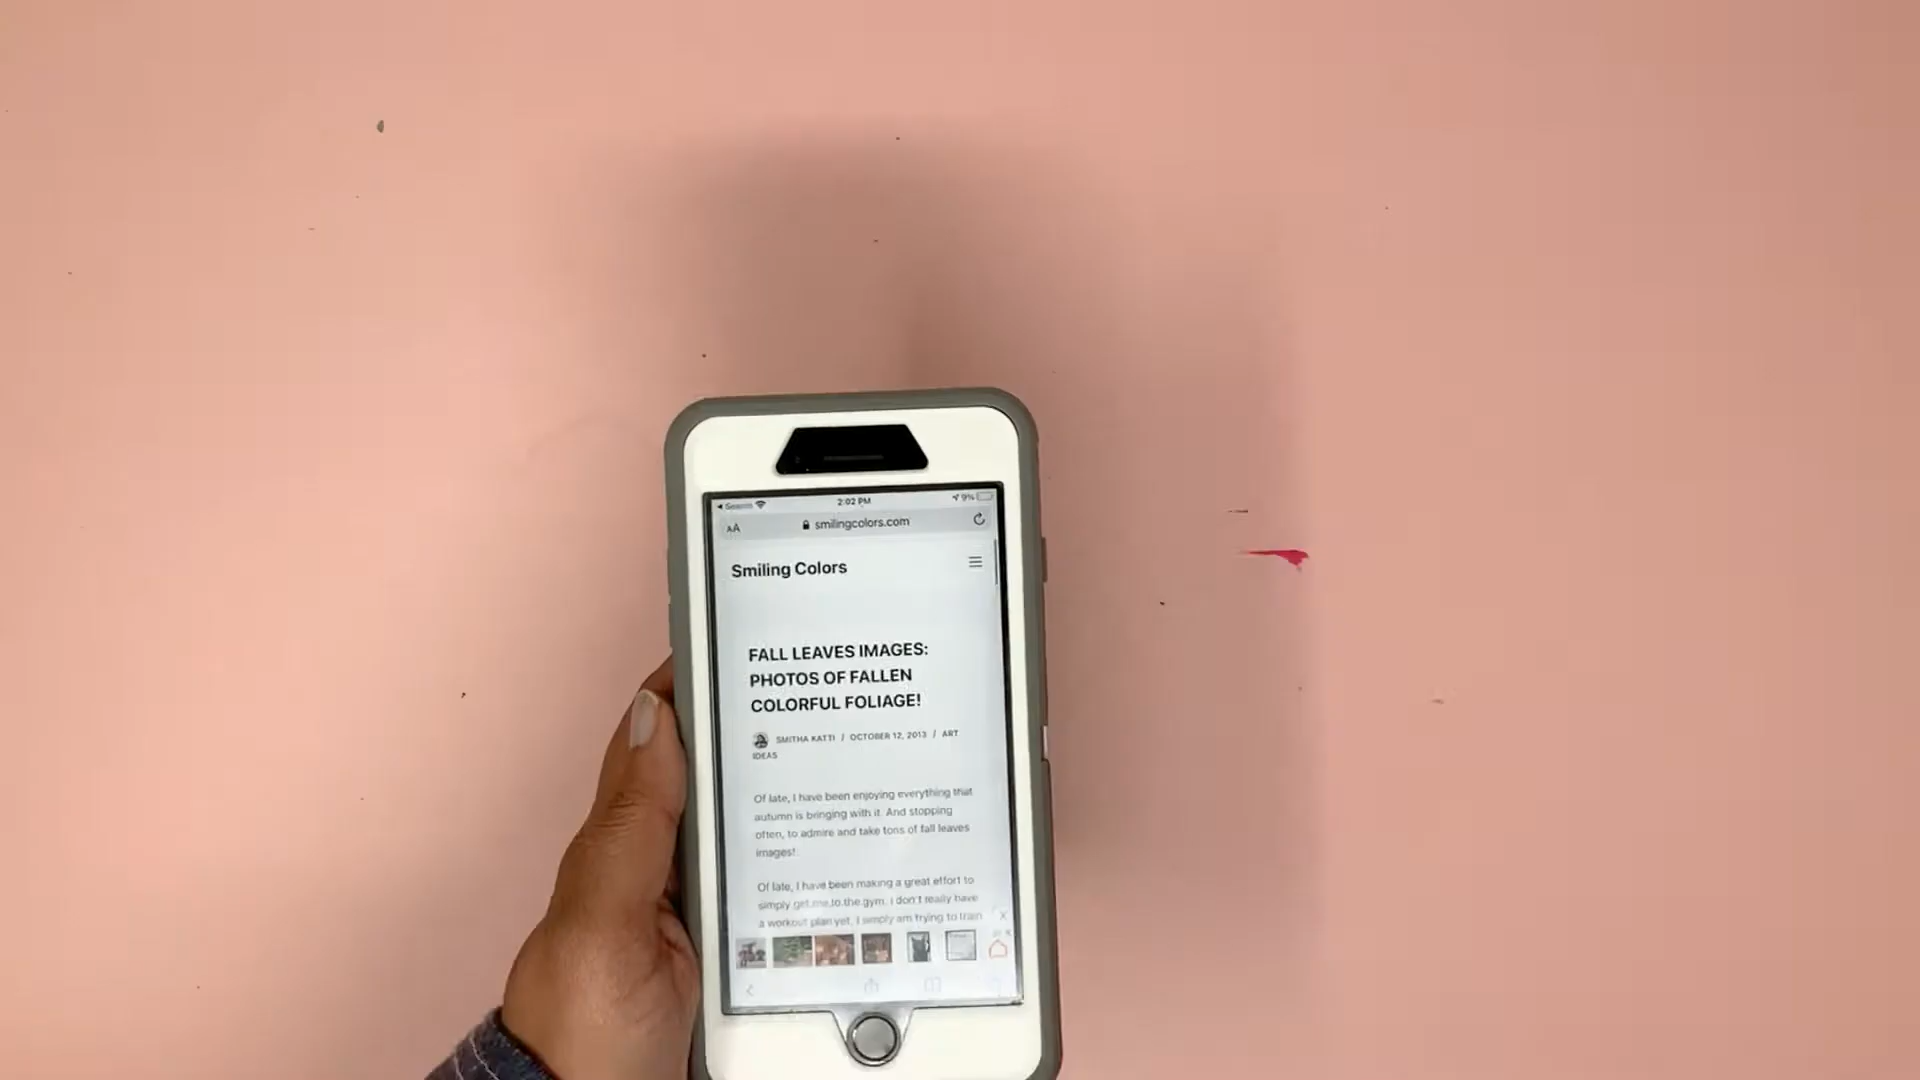 Search 2:02 PM 9%
AA smilingcolors.com
Smiling Colors
FALL LEAVES IMAGES:
PHOTOS OF FALLEN
COLORFUL FOLIAGE!
SMITHA KATTI / OCTOBER 12, 2013 / ART
IDEAS
Of late, I have been enjoying everything that
autumn is bringing with it. And stopping
often, to admire and take tons of fall leaves
images!
Of late, I have been making a great effort to
simply get me to the gym. I don't really have
a workout plan yet, I simply am trying to train